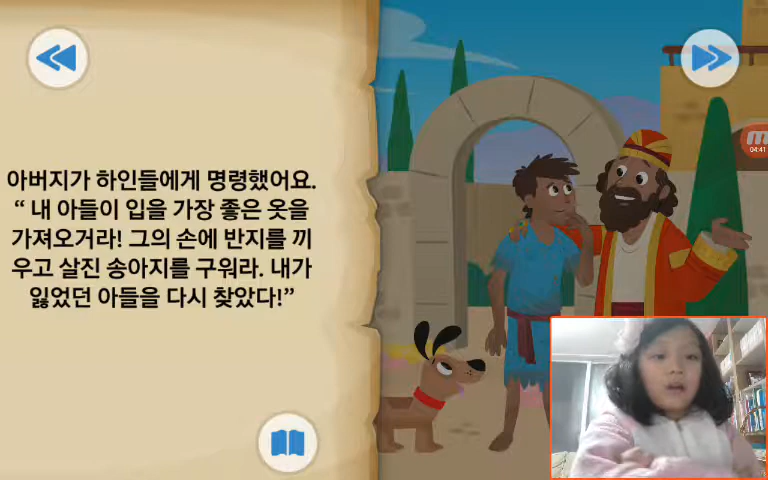 아버지가 하인들에게 명령했어요.
“ 내 아들이 입을 가장 좋은 옷을
가져오거라! 그의 손에 반지를 끼
우고 살진 송아지를 구워라. 내가
잃었던 아들을 다시 찾았다!”
04:41